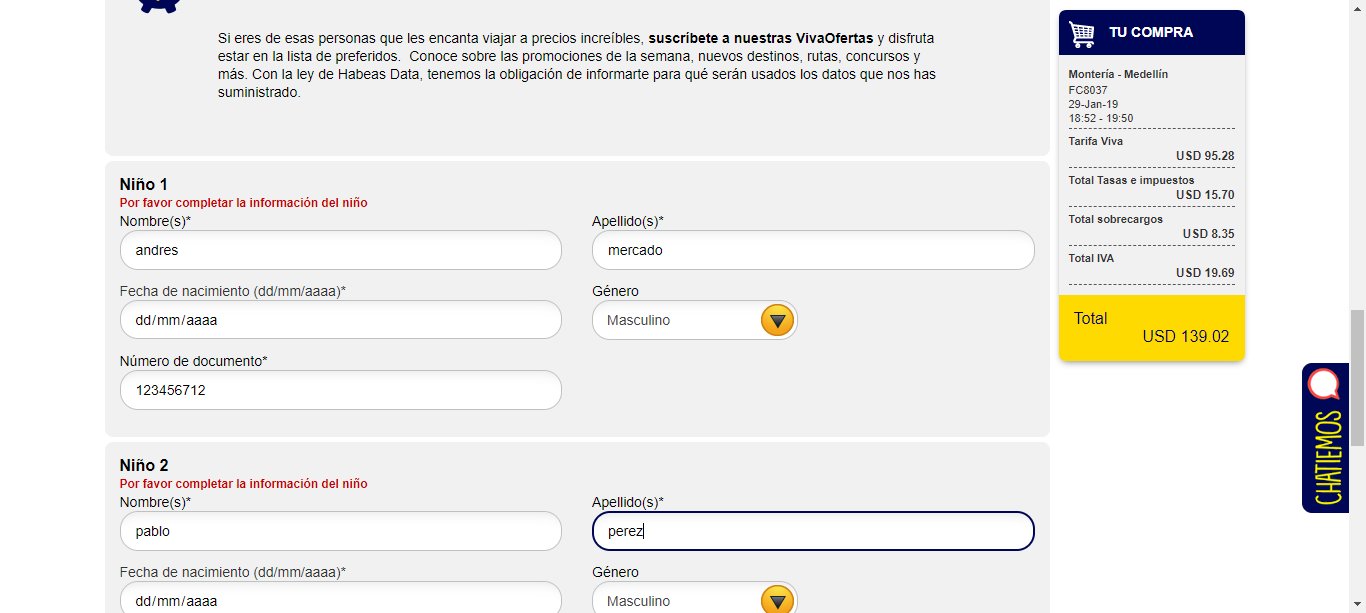 Si eres de esas personas que les encanta viajar a precios increíbles, suscríbete a nuestras VivaOfertas y disfruta
estar en la lista de preferidos.  Conoce sobre las promociones de la semana, nuevos destinos, rutas, concursos y
más. Con la ley de Habeas Data, tenemos la obligación de informarte para qué serán usados los datos que nos has
suministrado.
Niño 1
Por favor completar la información del niño
Nombre(s)*
Apellido(s)*
andres
mercado
Fecha de nacimiento (dd/mm/aaaa)*
Género
dd/mm/aaaa
Masculino
Número de documento*
123456712
Niño 2
Por favor completar la información del niño
Nombre(s)*
Apellido(s)*
pablo
perez
Fecha de nacimiento (dd/mm/aaaa)*
Género
dd/mm/aaaa
Masculino
TU COMPRA
Montería - Medellín
FC8037
29-Jan-19
18:52 - 19:50
Tarifa Viva
USD 95.28
Total Tasas e impuestos
USD 15.70
Total sobrecargos
USD 8.35
Total IVA
USD 19.69
Total
USD 139.02
CHATIEMOS